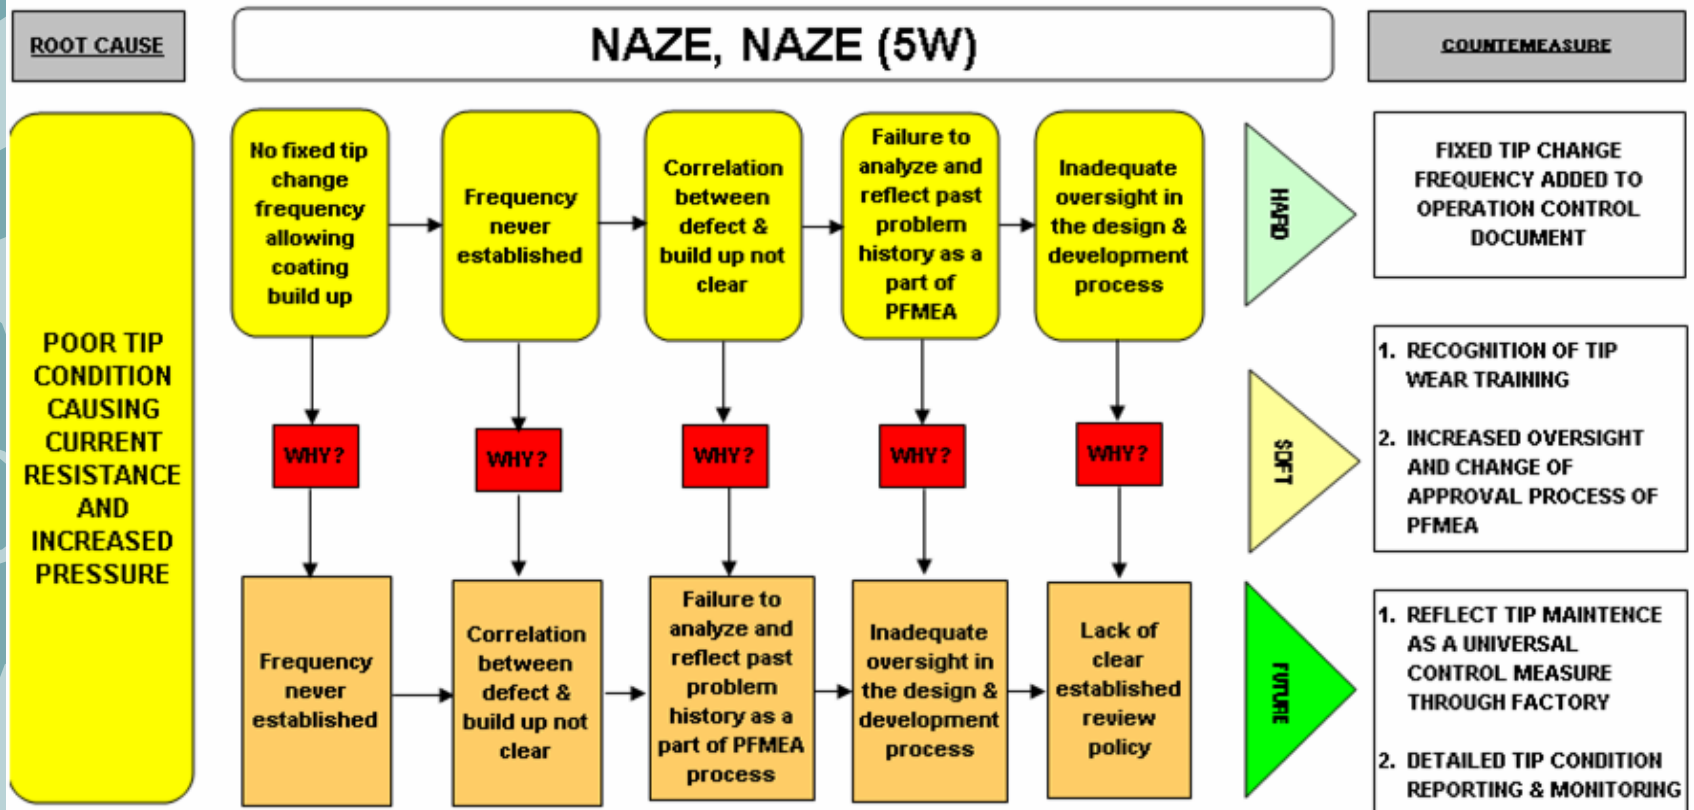 ROOT CAUSE
NAZE, NAZE (5W)
COUNTEMEASURE
POOR TIP
CONDITION
CAUSING
CURRENT
RESISTANCE
AND
INCREASED
PRESSURE
No fixed tip
change
frequency
allowing
coating
build up
Frequency
never
established
Correlation
between
defect &
build up not
clear
Failure to
analyze and
reflect past
problem
history as a
part of
PFMEA
Inadequate
oversight in
the design &
development
process
HARD
FIXED TIP CHANGE
FREQUENCY ADDED TO
OPERATION CONTROL
DOCUMENT
WHY?
WHY?
WHY?
WHY?
WHY?
SOFT
1. RECOGNITION OF TIP
WEAR TRAINING
2. INCREASED OVERSIGHT
AND CHANGE OF
APPROVAL PROCESS OF
PFMEA
Frequency
never
established
Correlation
between
defect &
build up not
clear
Failure to
analyze and
reflect past
problem
history as a
part of PFMEA
process
Inadequate
oversight in
the design &
development
process
Lack of
clear
established
review
policy
FUTURE
1. REFLECT TIP MAINTENCE
AS A UNIVERSAL
CONTROL MEASURE
THROUGH FACTORY
2. DETAILED TIP CONDITION
REPORTING & MONITORING